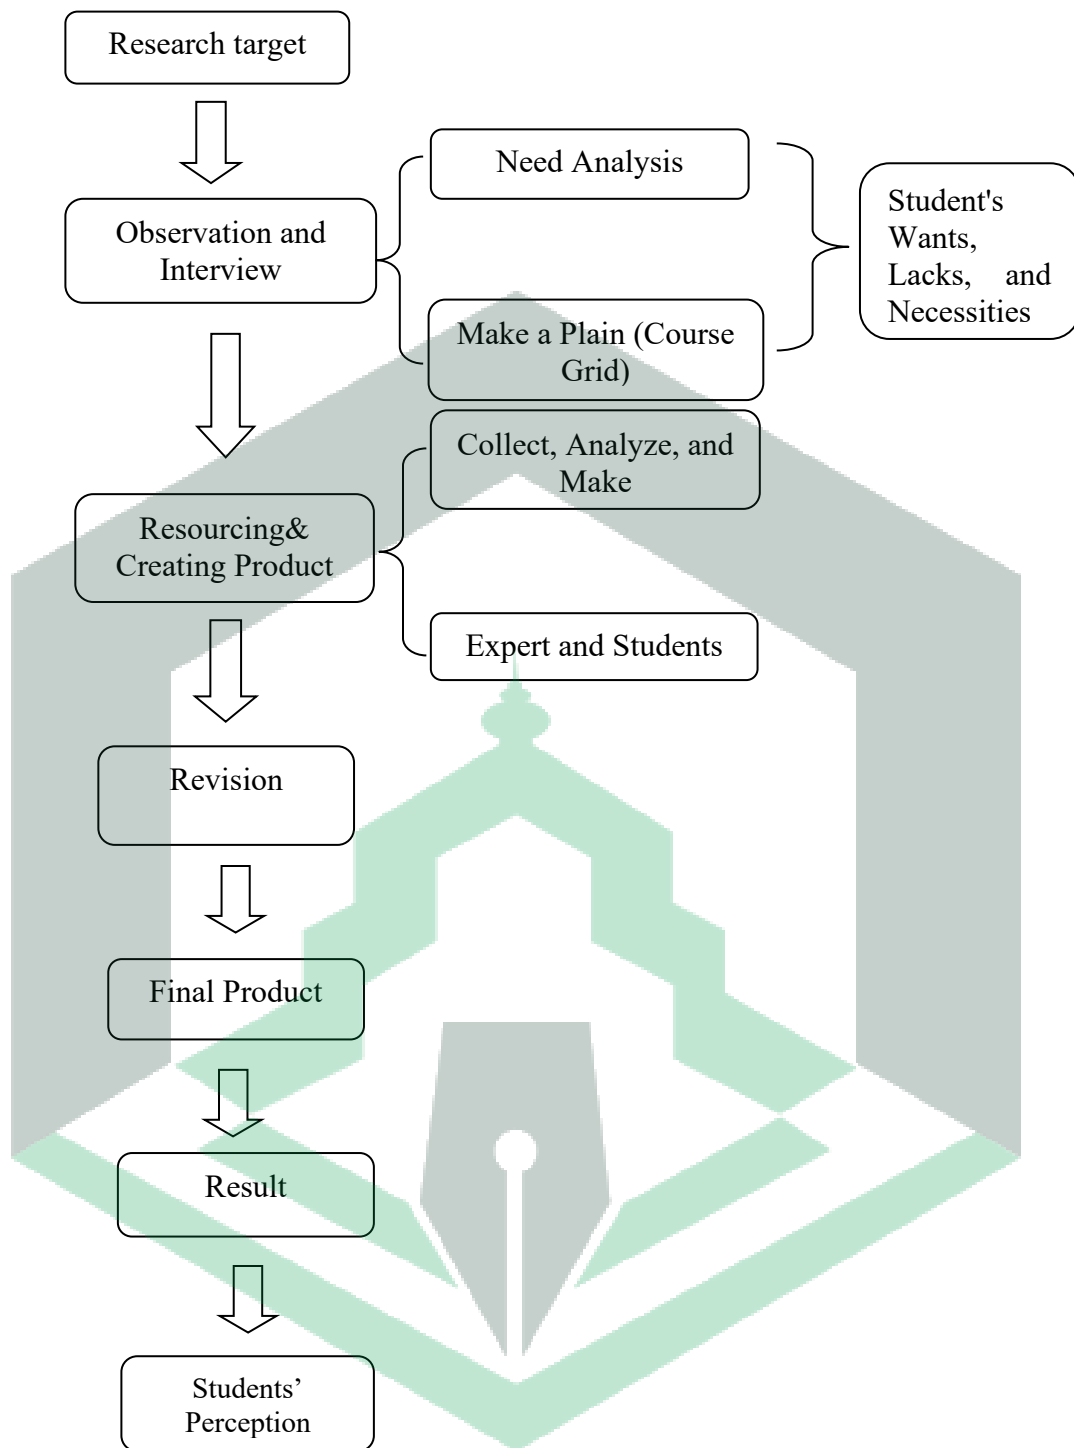 Research target
Need Analysis
Observation and
Interview
Student's
Wants,
Lacks, and
Necessities
Make a Plain (Course
Grid)
Collect, Analyze, and
Make
Resourcing&
Creating Product
Expert and Students
Revision
Final Product
Result
Students’
Perception